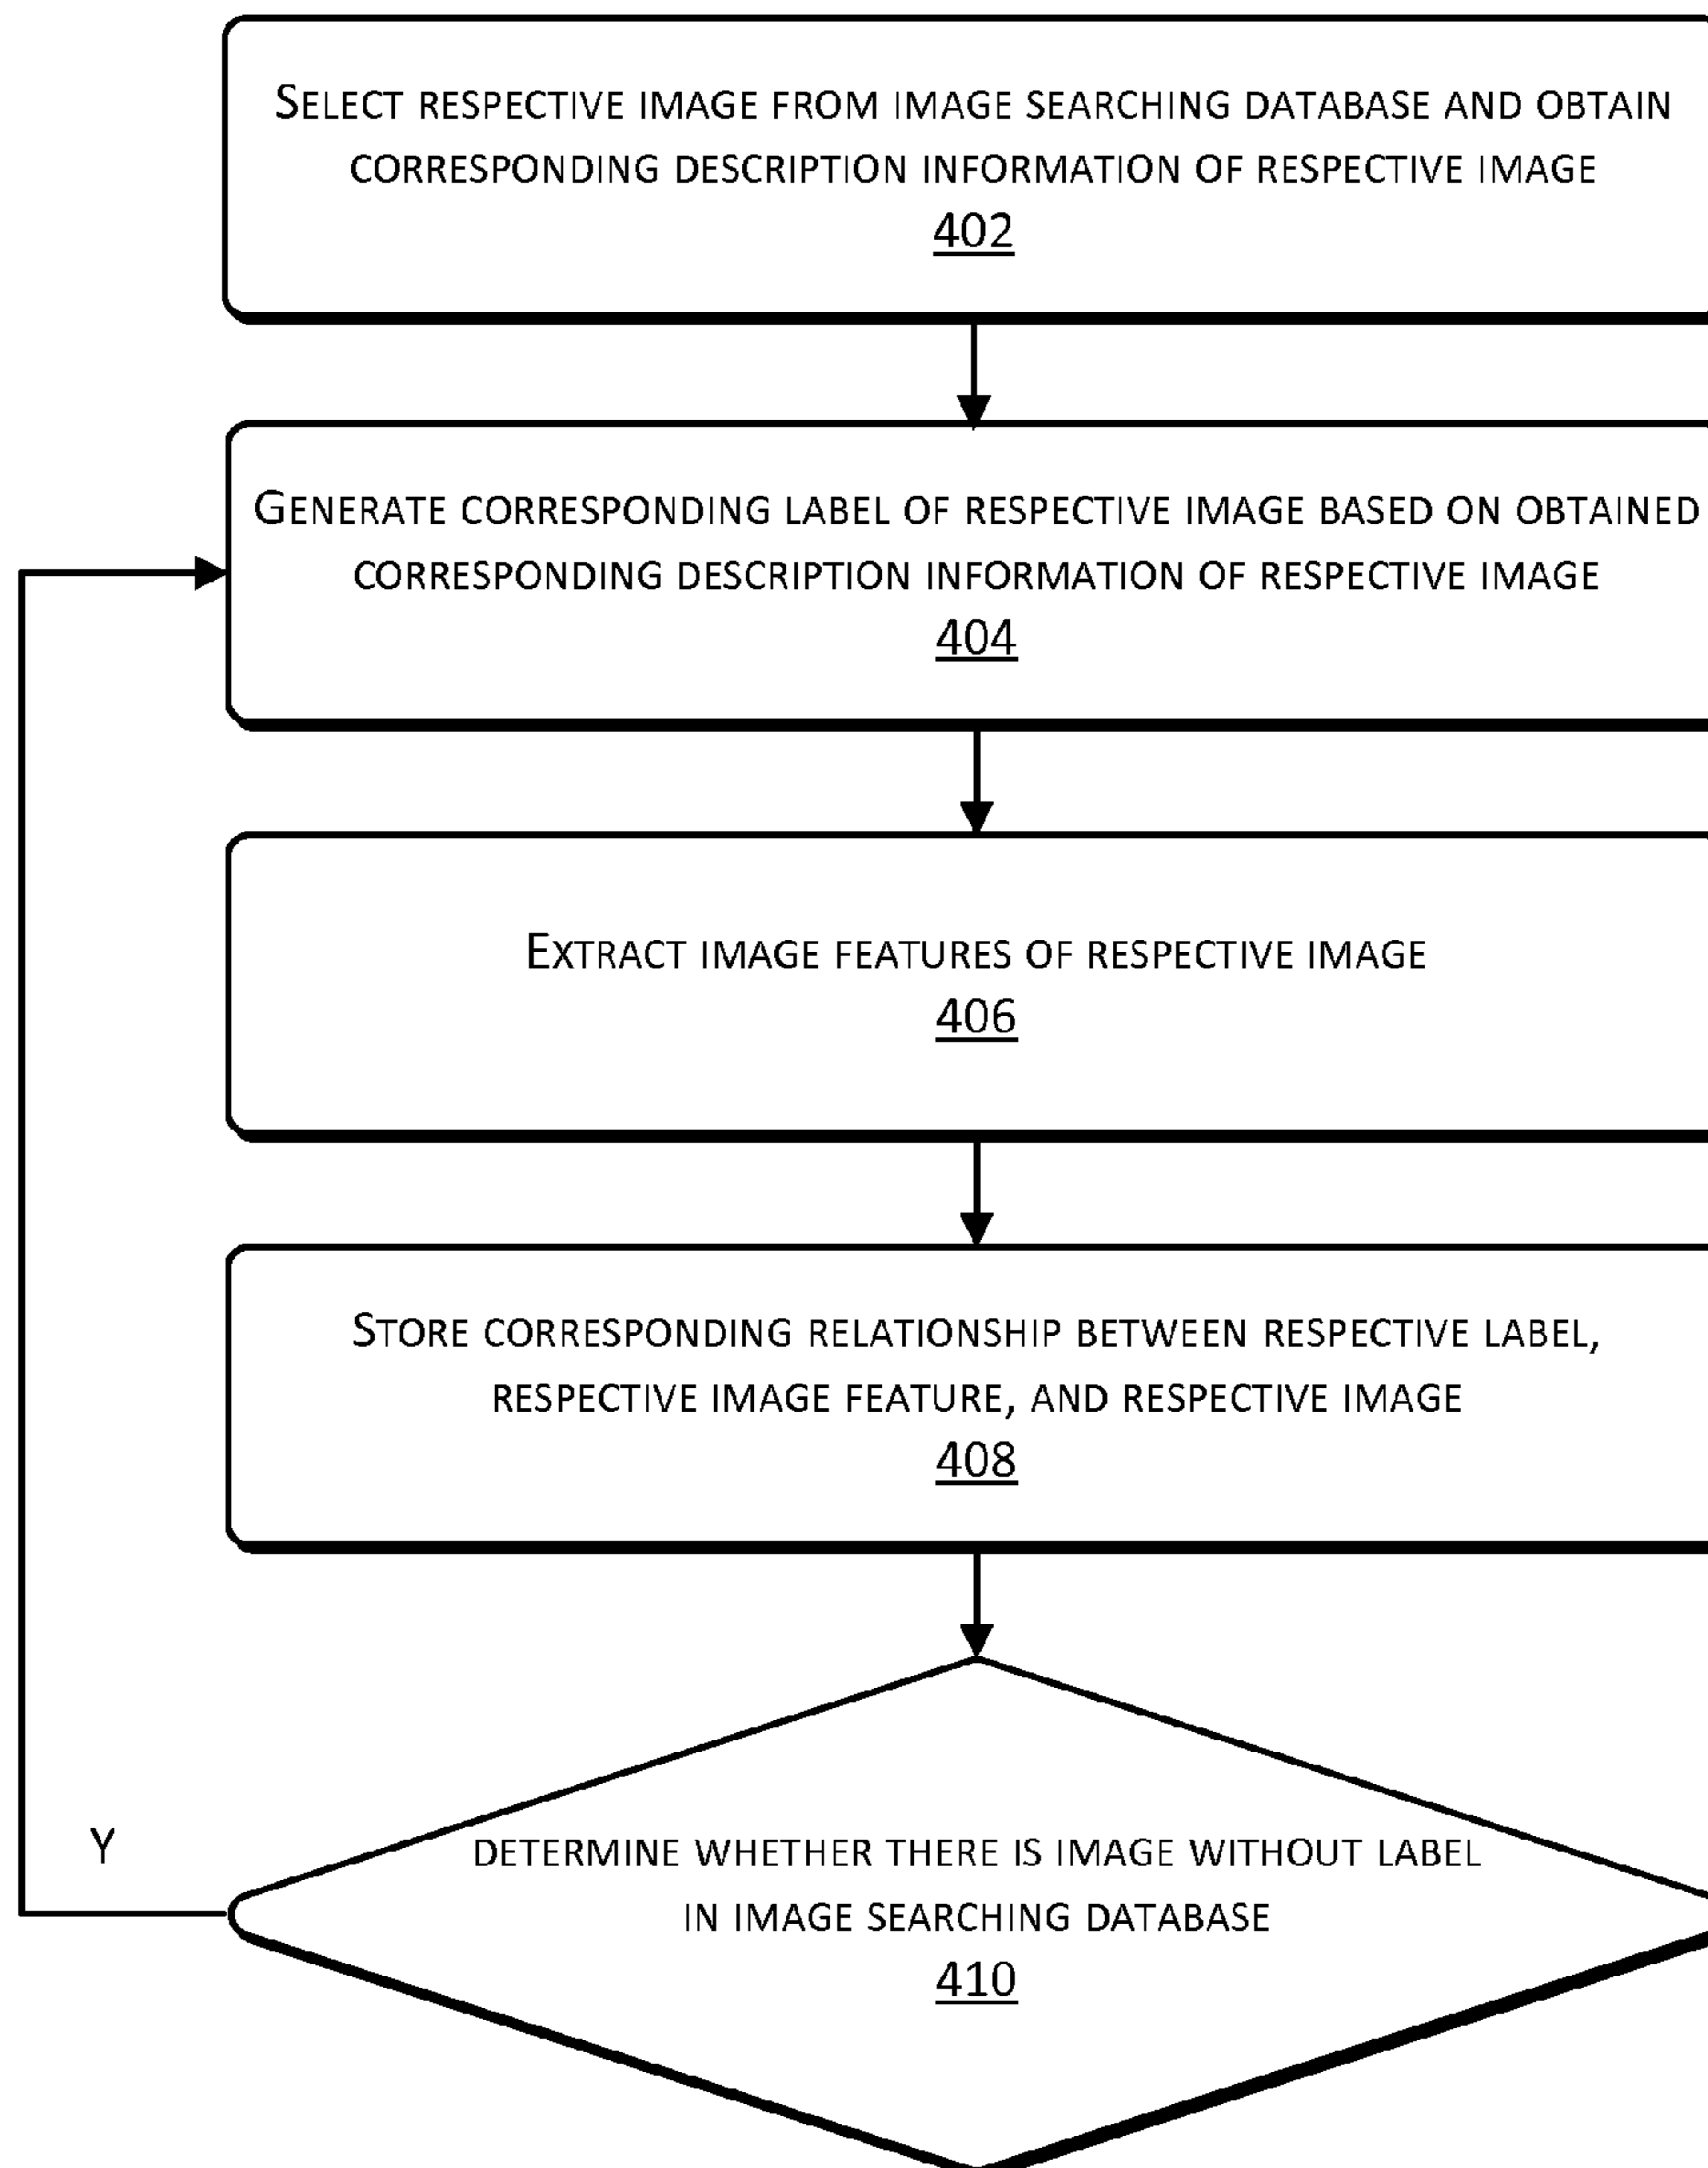 SELECT RESPECTIVE IMAGE FROM IMAGE SEARCHING DATABASE AND OBTAIN
CORRESPONDING DESCRIPTION INFORMATION OF RESPECTIVE IMAGE
402
GENERATE CORRESPONDING LABEL OF RESPECTIVE IMAGE BASED ON OBTAINED
CORRESPONDING DESCRIPTION INFORMATION OF RESPECTIVE IMAGE
404
EXTRACT IMAGE FEATURES OF RESPECTIVE IMAGE
406
STORE CORRESPONDING RELATIONSHIP BETWEEN RESPECTIVE LABEL,
RESPECTIVE IMAGE FEATURE, AND RESPECTIVE IMAGE
408
Y
DETERMINE WHETHER THERE IS IMAGE WITHOUT LABEL
IN IMAGE SEARCHING DATABASE
410